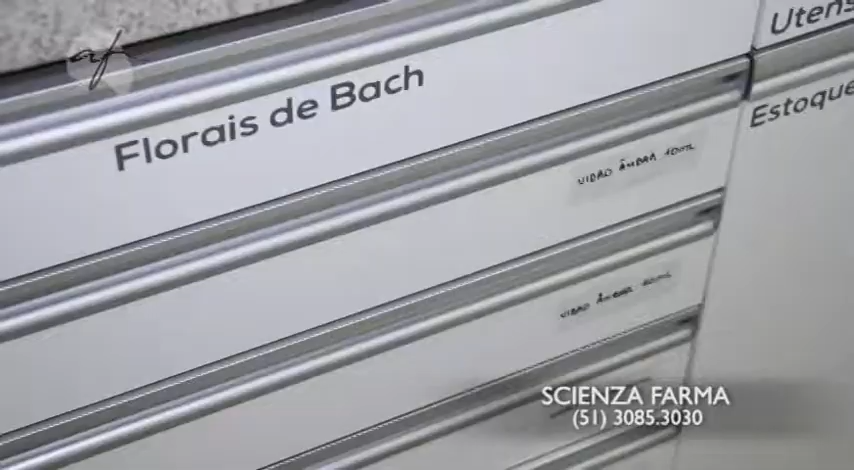 Florais de Bach
Utens
Estoque
VIDRO ÂMBAR 10ML
VIDRO ÂMBAR
SCIENZA FARMA
(51) 3085.3030